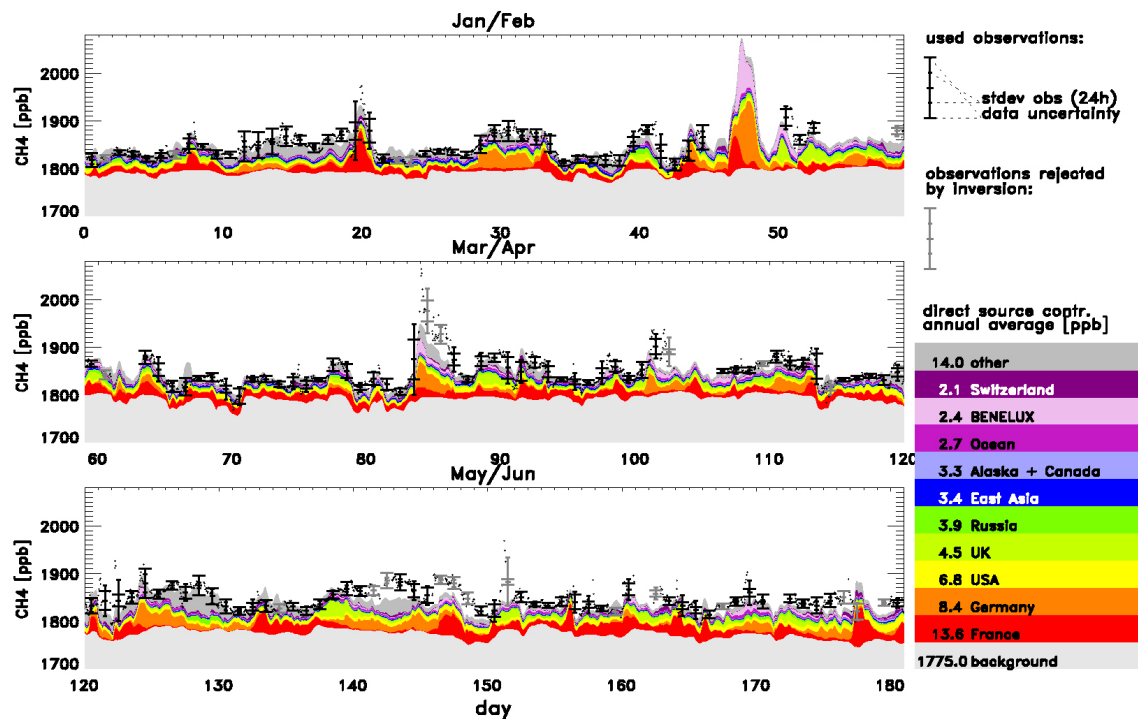 Jan/Feb
CH4 [ppb]
2000
1900
1800
1700
0
10
20
30
40
50
Mar/Apr
CH4 [ppb]
2000
1900
1800
1700
60
70
80
90
100
110
120
May/Jun
CH4 [ppb]
2000
1900
1800
1700
120
130
140
150
160
170
180
day
used observations:
stdev obs (24h)
data uncertainty
observations rejected
by inversion:
direct source contr.
annual average [ppb]
14.0 other
2.1 Switzerland
2.4 BENELUX
2.7 Ocean
3.3 Alaska + Canada
3.4 East Asia
3.9 Russia
4.5 UK
6.8 USA
8.4 Germany
13.6 France
1775.0 background